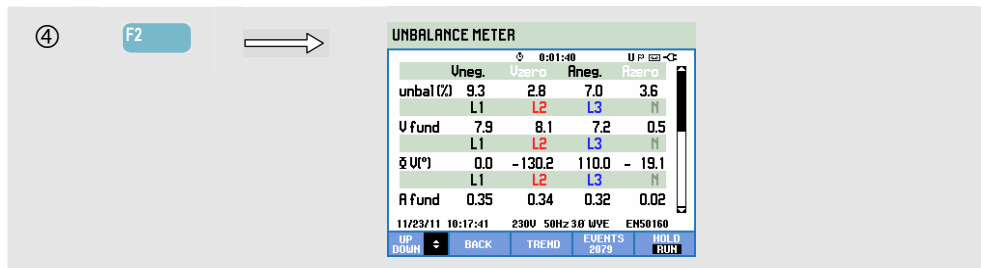 ④ F2 UNBALANCE METER
0:01:40 U
Vneg. Vzero Aneg. Azero
unbal (%) 9.3 2.8 7.0 3.6
L1 L2 L3 N
V fund 7.9 8.1 7.2 0.5
L1 L2 L3 N
Φ V(°) 0.0 -130.2 110.0 - 19.1
L1 L2 L3 N
A fund 0.35 0.34 0.32 0.02
11/23/11 10:17:41 230V 50Hz 3Ø WYE EN50160
UP DOWN BACK TREND EVENTS 2079 HOLD RUN